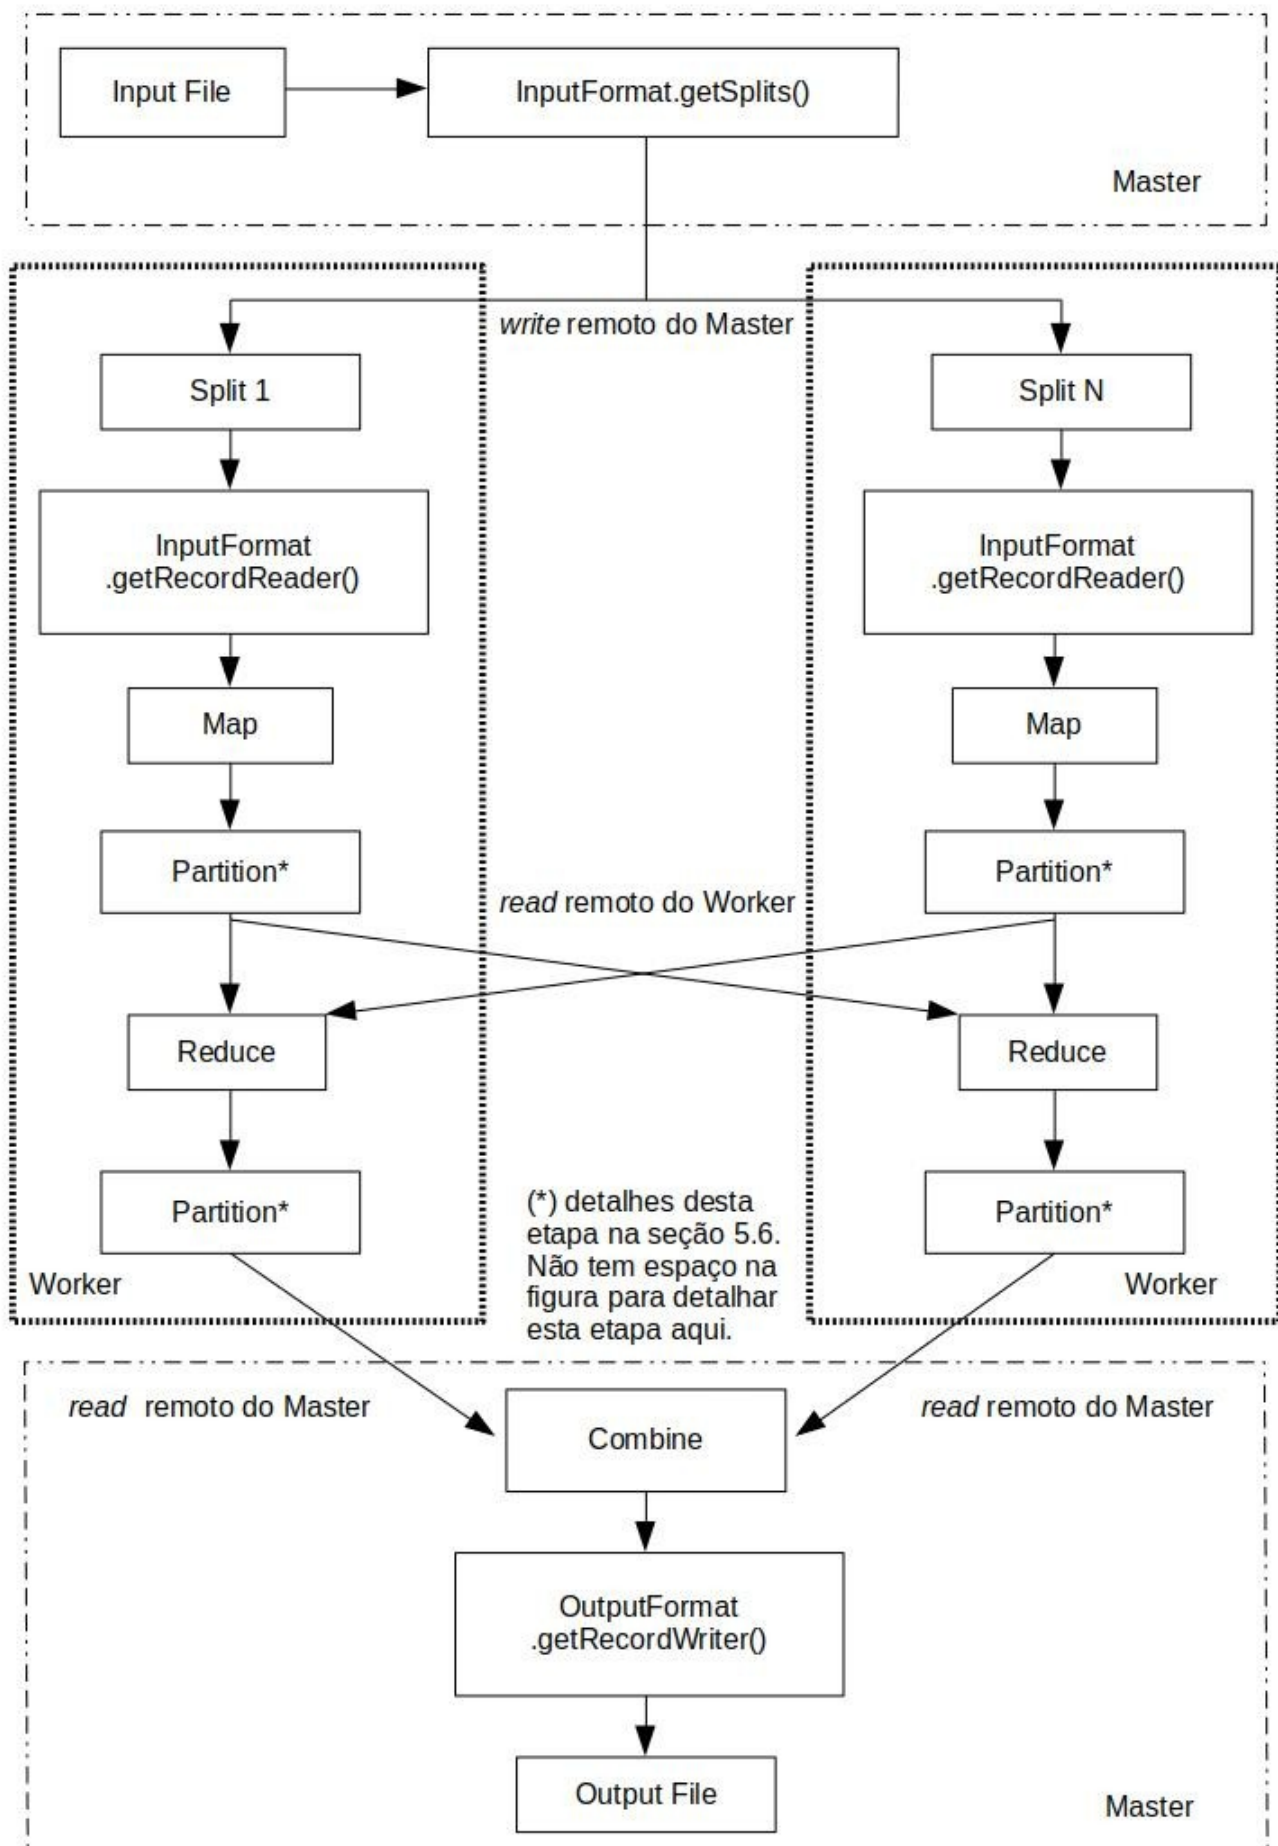 Input File
InputFormat.getSplits()
Master
write remoto do Master
Split 1
Split N
InputFormat
.getRecordReader()
InputFormat
.getRecordReader()
Map
Map
Partition*
Partition*
read remoto do Worker
Reduce
Reduce
Partition*
Partition*
(*) detalhes desta
etapa na seção 5.6.
Não tem espaço na
figura para detalhar
esta etapa aqui.
Worker
Worker
read remoto do Master
read remoto do Master
Combine
OutputFormat
.getRecordWriter()
Output File
Master